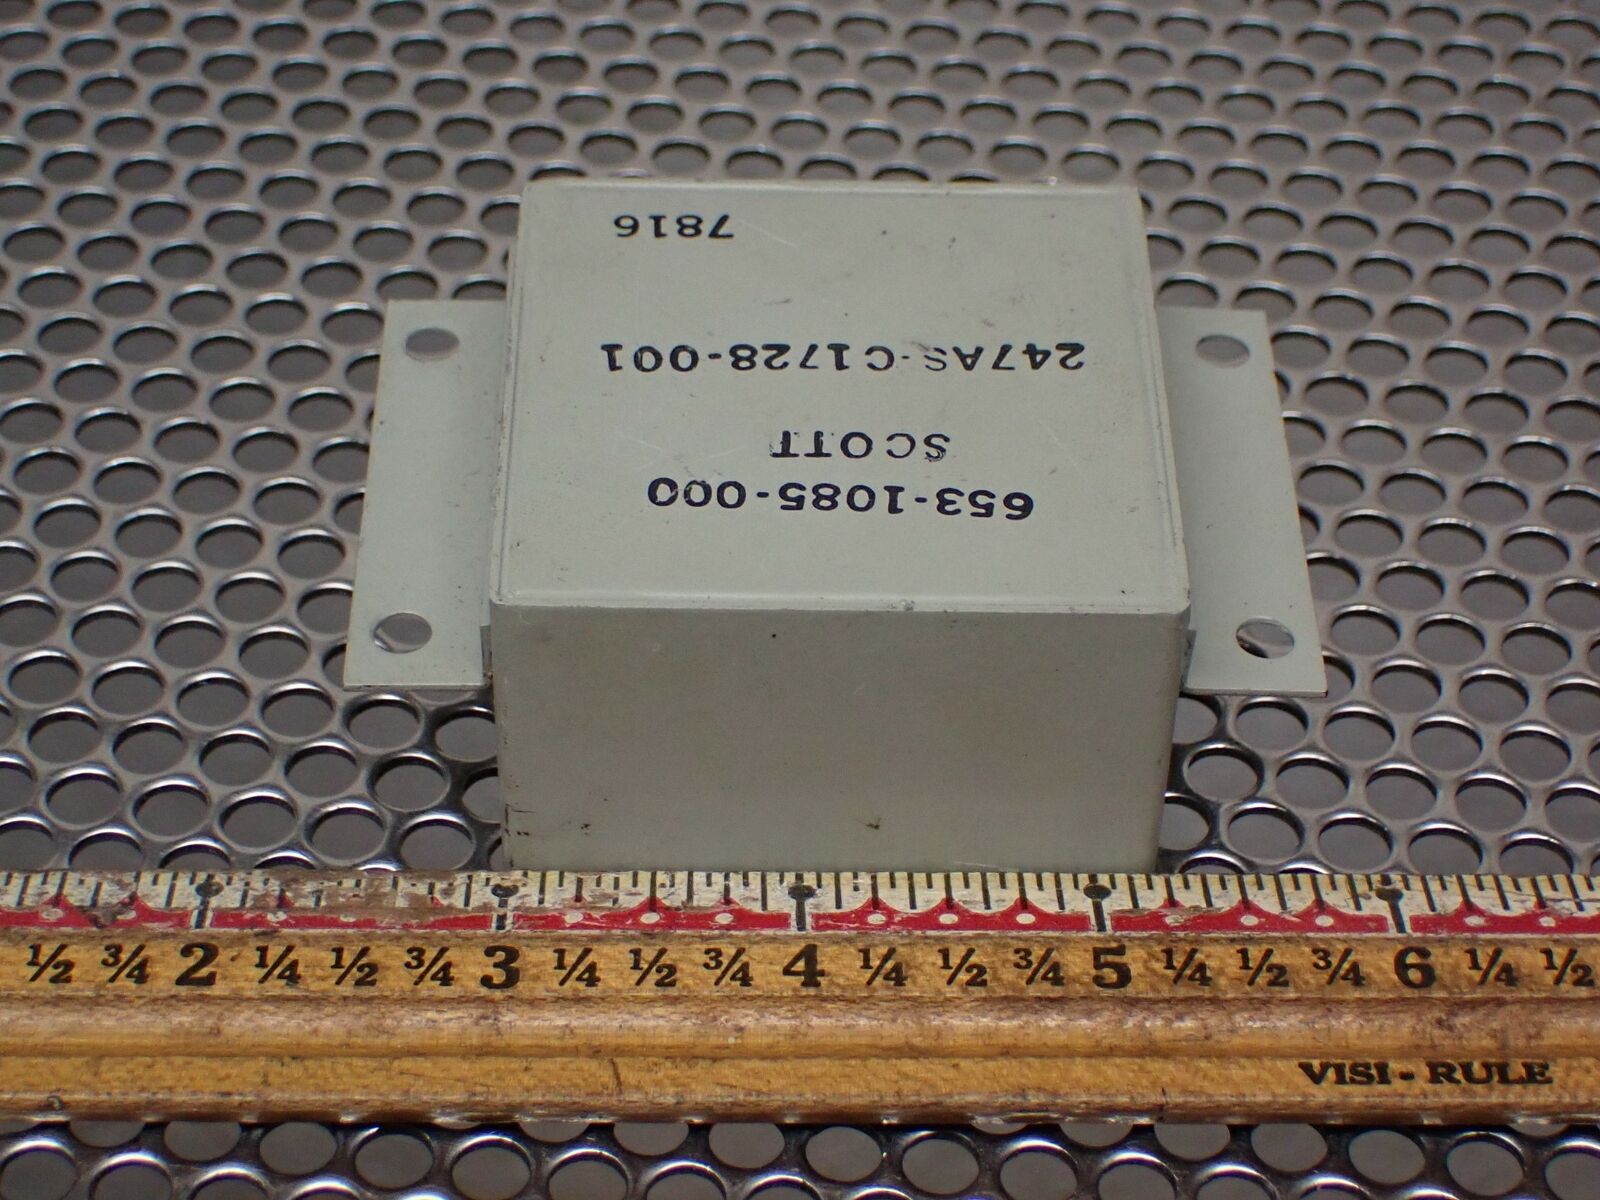 653-1085-000
SCOTT
247AS-C1728-001
7816
½ ¾ 2 ¼ ½ ¾ 3 ¼ ½ ¾ 4 ¼ ½ ¾ 5 ¼ ½ ¾ 6 ¼ ½
VISI-RULE